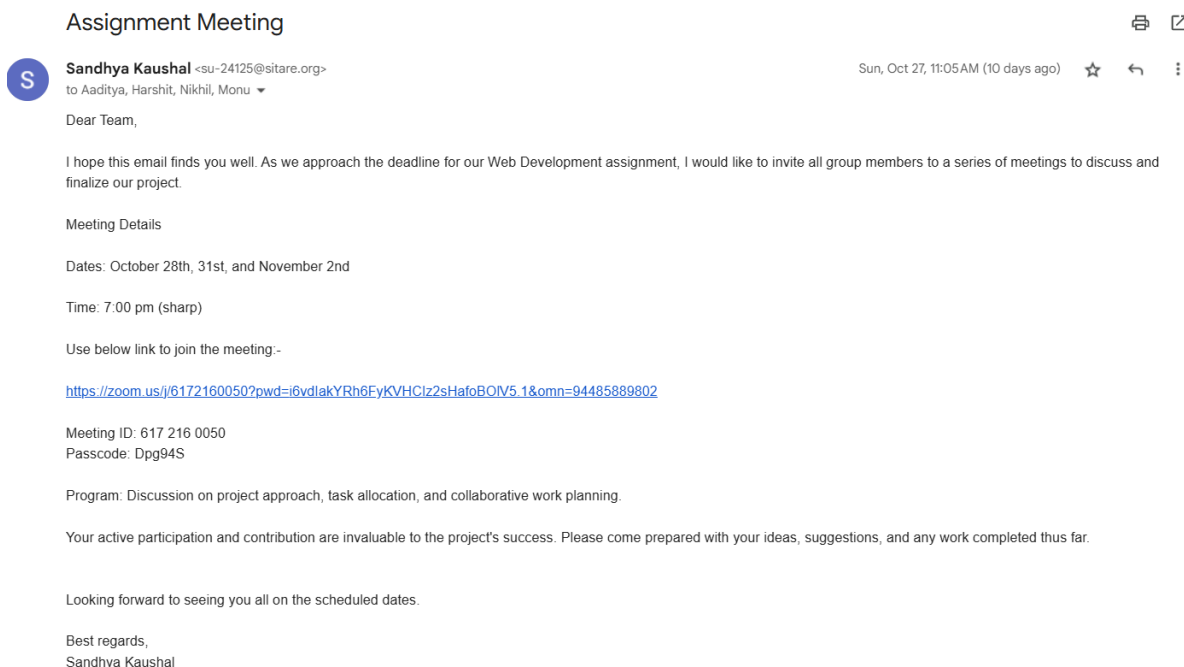 Assignment Meeting
Sandhya Kaushal <su-24125@sitare.org>
Sun, Oct 27, 11:05 AM (10 days ago)
to Aaditya, Harshit, Nikhil, Monu
S
Dear Team,
I hope this email finds you well. As we approach the deadline for our Web Development assignment, I would like to invite all group members to a series of meetings to discuss and
finalize our project.
Meeting Details
Dates: October 28th, 31st, and November 2nd
Time: 7:00 pm (sharp)
Use below link to join the meeting:-
https://zoom.us/j/6172160050?pwd=i6vdIakYRh6FyKVHCIz2sHafoBOlV5.1&omn=94485889802
Meeting ID: 617 216 0050
Passcode: Dpg94S
Program: Discussion on project approach, task allocation, and collaborative work planning.
Your active participation and contribution are invaluable to the project's success. Please come prepared with your ideas, suggestions, and any work completed thus far.
Looking forward to seeing you all on the scheduled dates.
Best regards,
Sandhya Kaushal